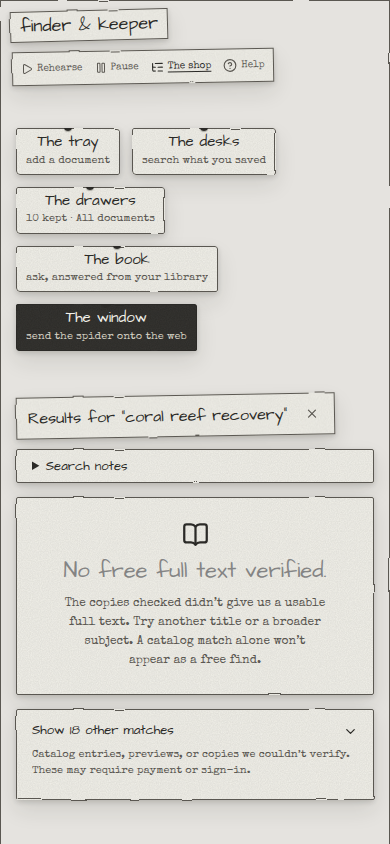 finder & keeper
Rehearse Pause The shop Help
The tray
add a document
The desks
search what you saved
The drawers
10 kept · All documents
The book
ask, answered from your library
The window
send the spider onto the web
Results for "coral reef recovery"
Search notes
No free full text verified.
The copies checked didn't give us a usable
full text. Try another title or a broader
subject. A catalog match alone won't
appear as a free find.
Show 18 other matches
Catalog entries, previews, or copies we couldn't verify.
These may require payment or sign-in.